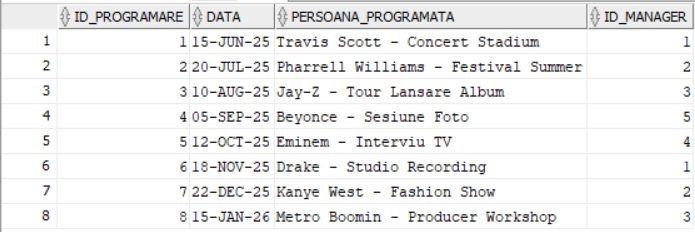 ID_PROGRAMARE DATA PERSOANA_PROGRAMATA ID_MANAGER
1 1 15-JUN-25 Travis Scott - Concert Stadium 1
2 2 20-JUL-25 Pharrell Williams - Festival Summer 2
3 3 10-AUG-25 Jay-Z - Tour Lansare Album 3
4 4 05-SEP-25 Beyonce - Sesiune Foto 5
5 5 12-OCT-25 Eminem - Interviu TV 4
6 6 18-NOV-25 Drake - Studio Recording 1
7 7 22-DEC-25 Kanye West - Fashion Show 2
8 8 15-JAN-26 Metro Boomin - Producer Workshop 3